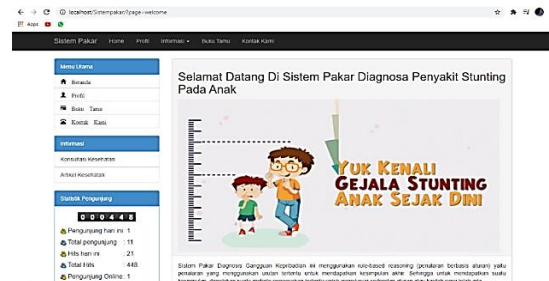 localhost/Sistempakar/?page=welcome
Apps
Sistem Pakar Home Profil Informasi Buku Tamu Kontak Kami
Menu Utama
Beranda
Profil
Buku Tamu
Kontak Kami
Informasi
Konsultasi Kesehatan
Artikel Kesehatan
Statistik Pengunjung
000448
Pengunjung hari ini: 1
Total pengunjung : 11
Hits hari ini : 21
Total Hits : 448
Pengunjung Online: 1
Selamat Datang Di Sistem Pakar Diagnosa Penyakit Stunting
Pada Anak
YUK KENALI
GEJALA STUNTING
ANAK SEJAK DINI
Sistem Pakar Diagnosis Gangguan Kepribadian ini menggunakan rule-based reasoning (penalaran berbasis aturan) yaitu
penalaran yang menggunakan aturan tertentu untuk mendapatkan kesimpulan akhir. Sehingga untuk mendapatkan suatu